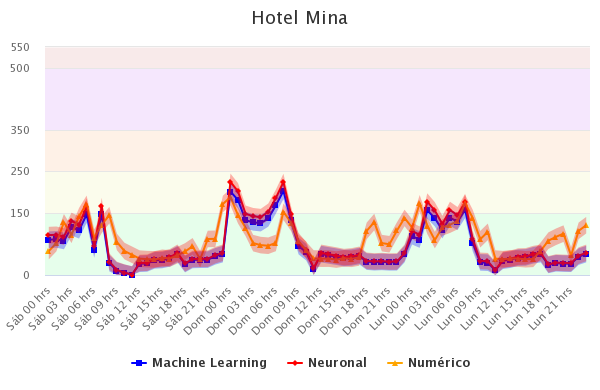 Hotel Mina
550
500
350
250
150
0
Sáb 00 hrs
Sáb 03 hrs
Sáb 06 hrs
Sáb 09 hrs
Sáb 12 hrs
Sáb 15 hrs
Sáb 18 hrs
Sáb 21 hrs
Dom 00 hrs
Dom 03 hrs
Dom 06 hrs
Dom 09 hrs
Dom 12 hrs
Dom 15 hrs
Dom 18 hrs
Dom 21 hrs
Lun 00 hrs
Lun 03 hrs
Lun 06 hrs
Lun 09 hrs
Lun 12 hrs
Lun 15 hrs
Lun 18 hrs
Lun 21 hrs
Machine Learning Neuronal Numérico